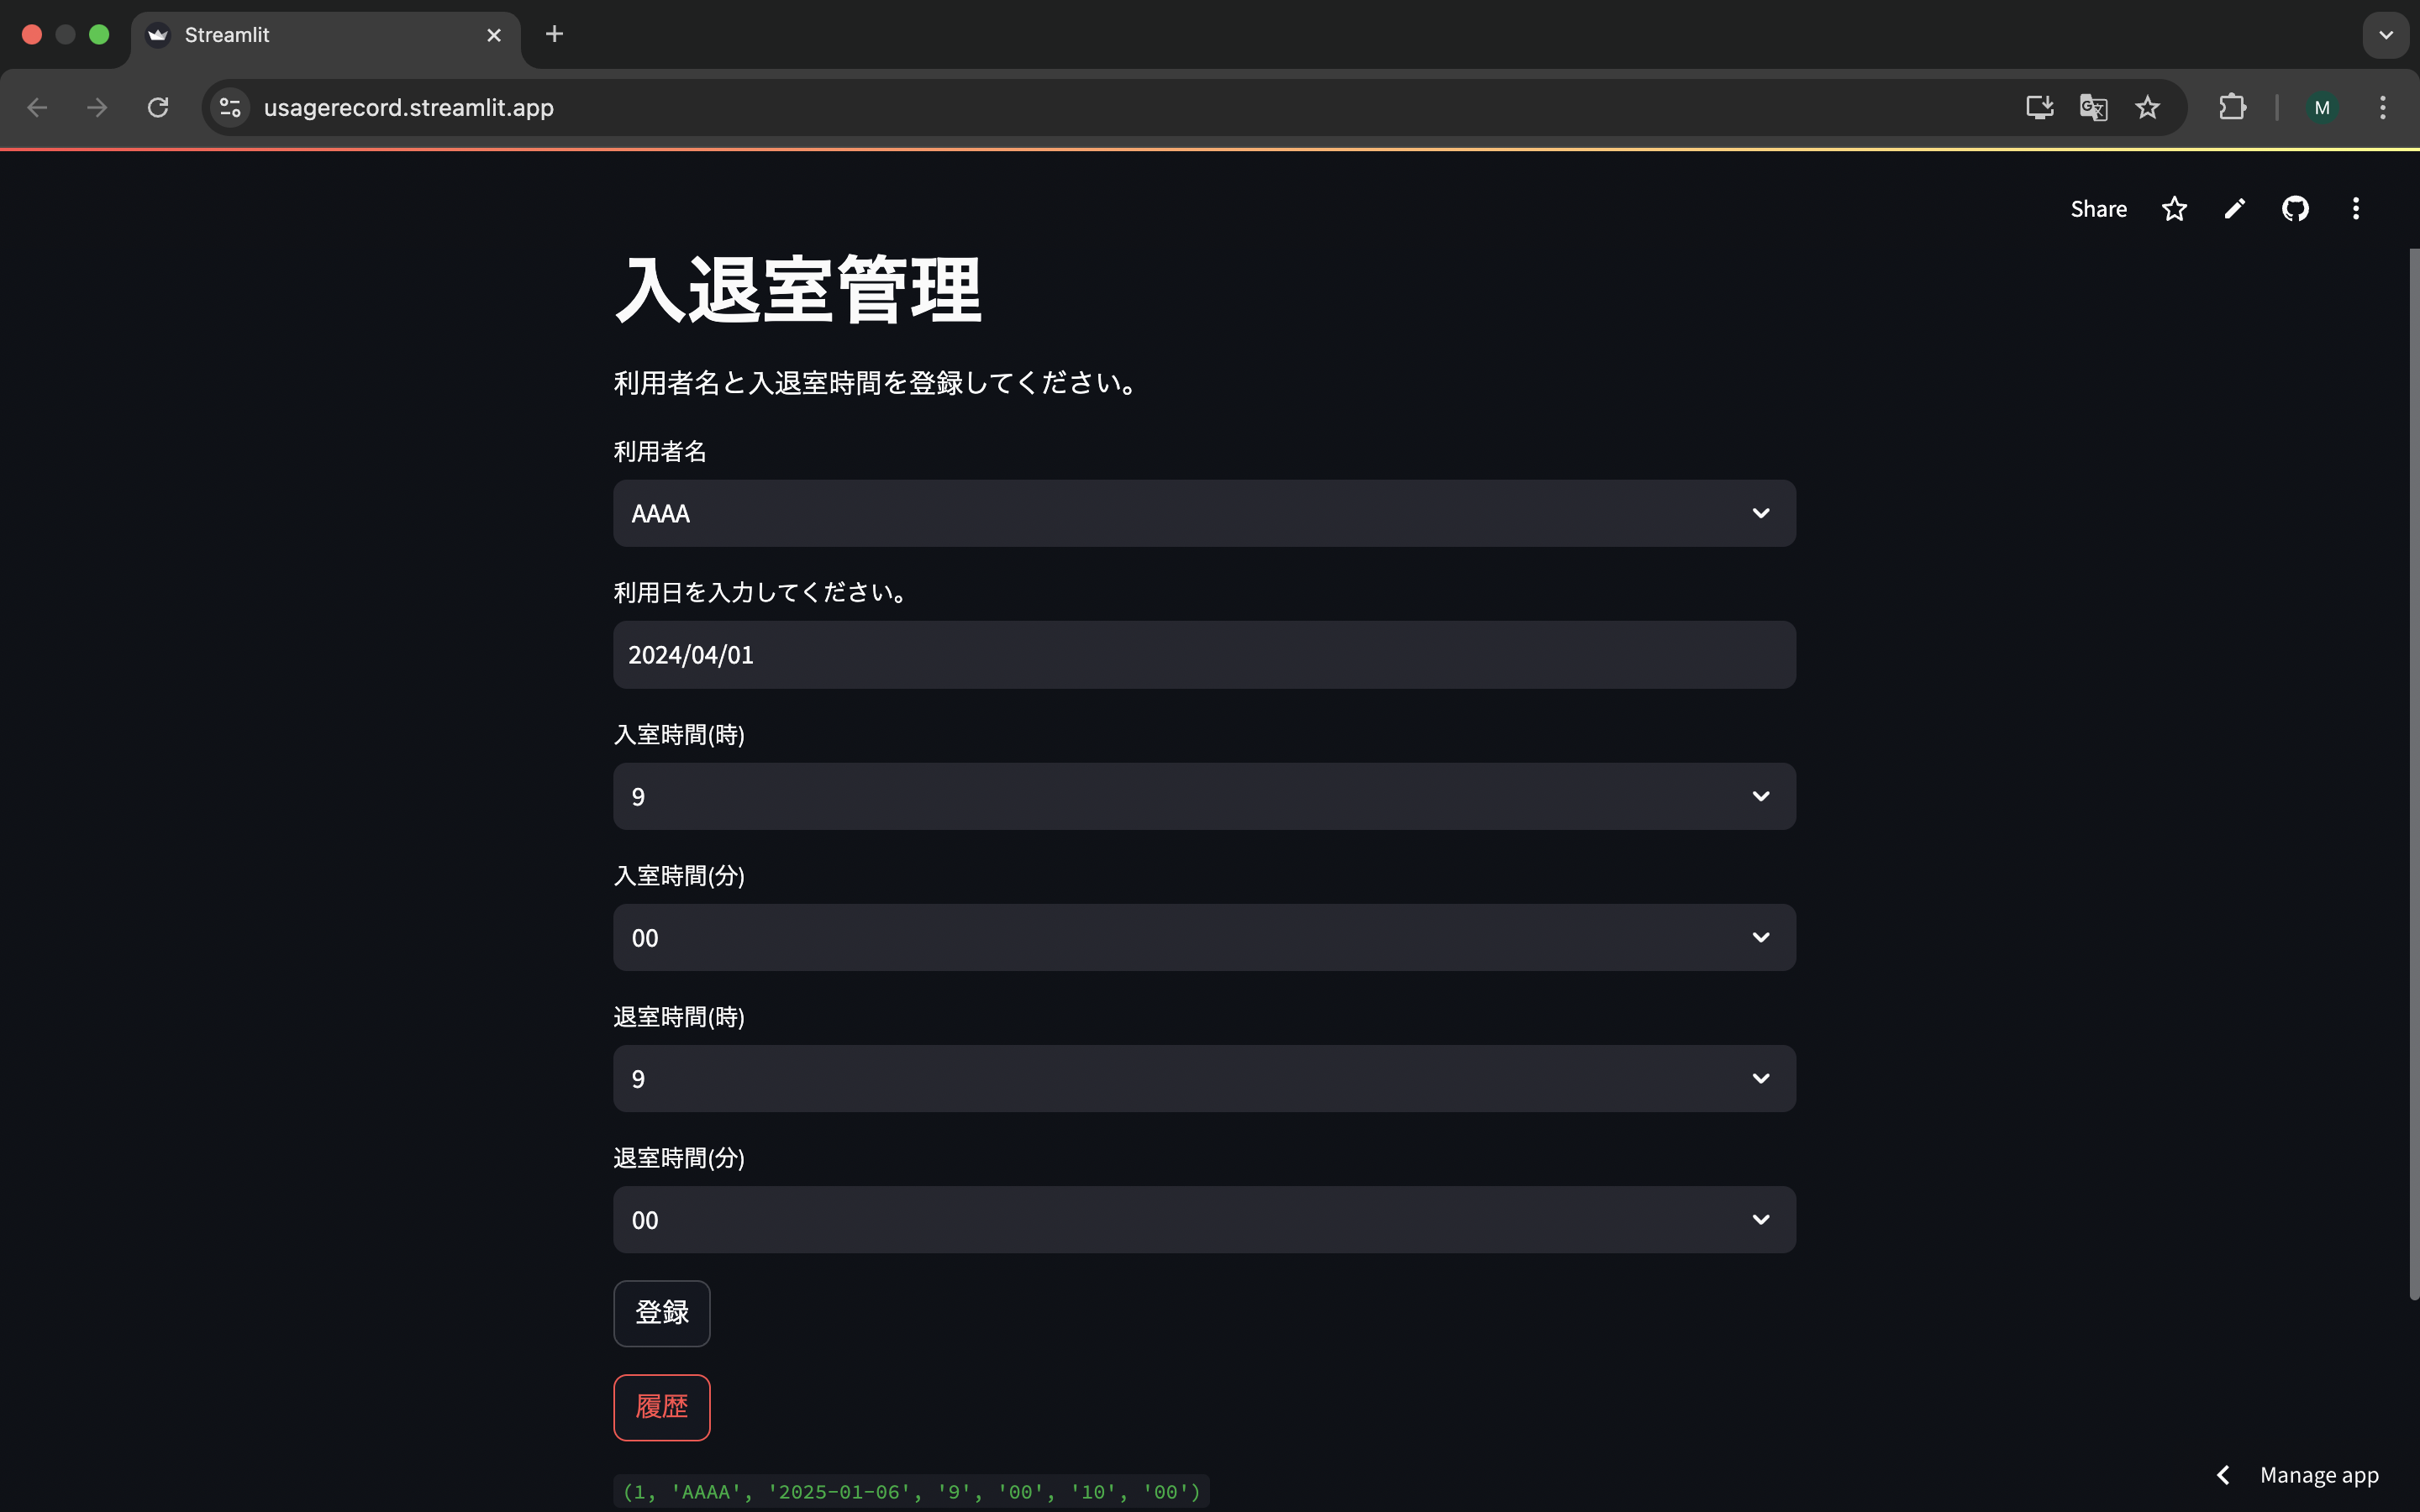 Streamlit
usagerecord.streamlit.app
M
Share
入退室管理
利用者名と入退室時間を登録してください。
利用者名
AAAA
利用日を入力してください。
2024/04/01
入室時間(時)
9
入室時間(分)
00
退室時間(時)
9
退室時間(分)
00
登録
履歴
(1, 'AAAA', '2025-01-06', '9', '00', '10', '00')
Manage app